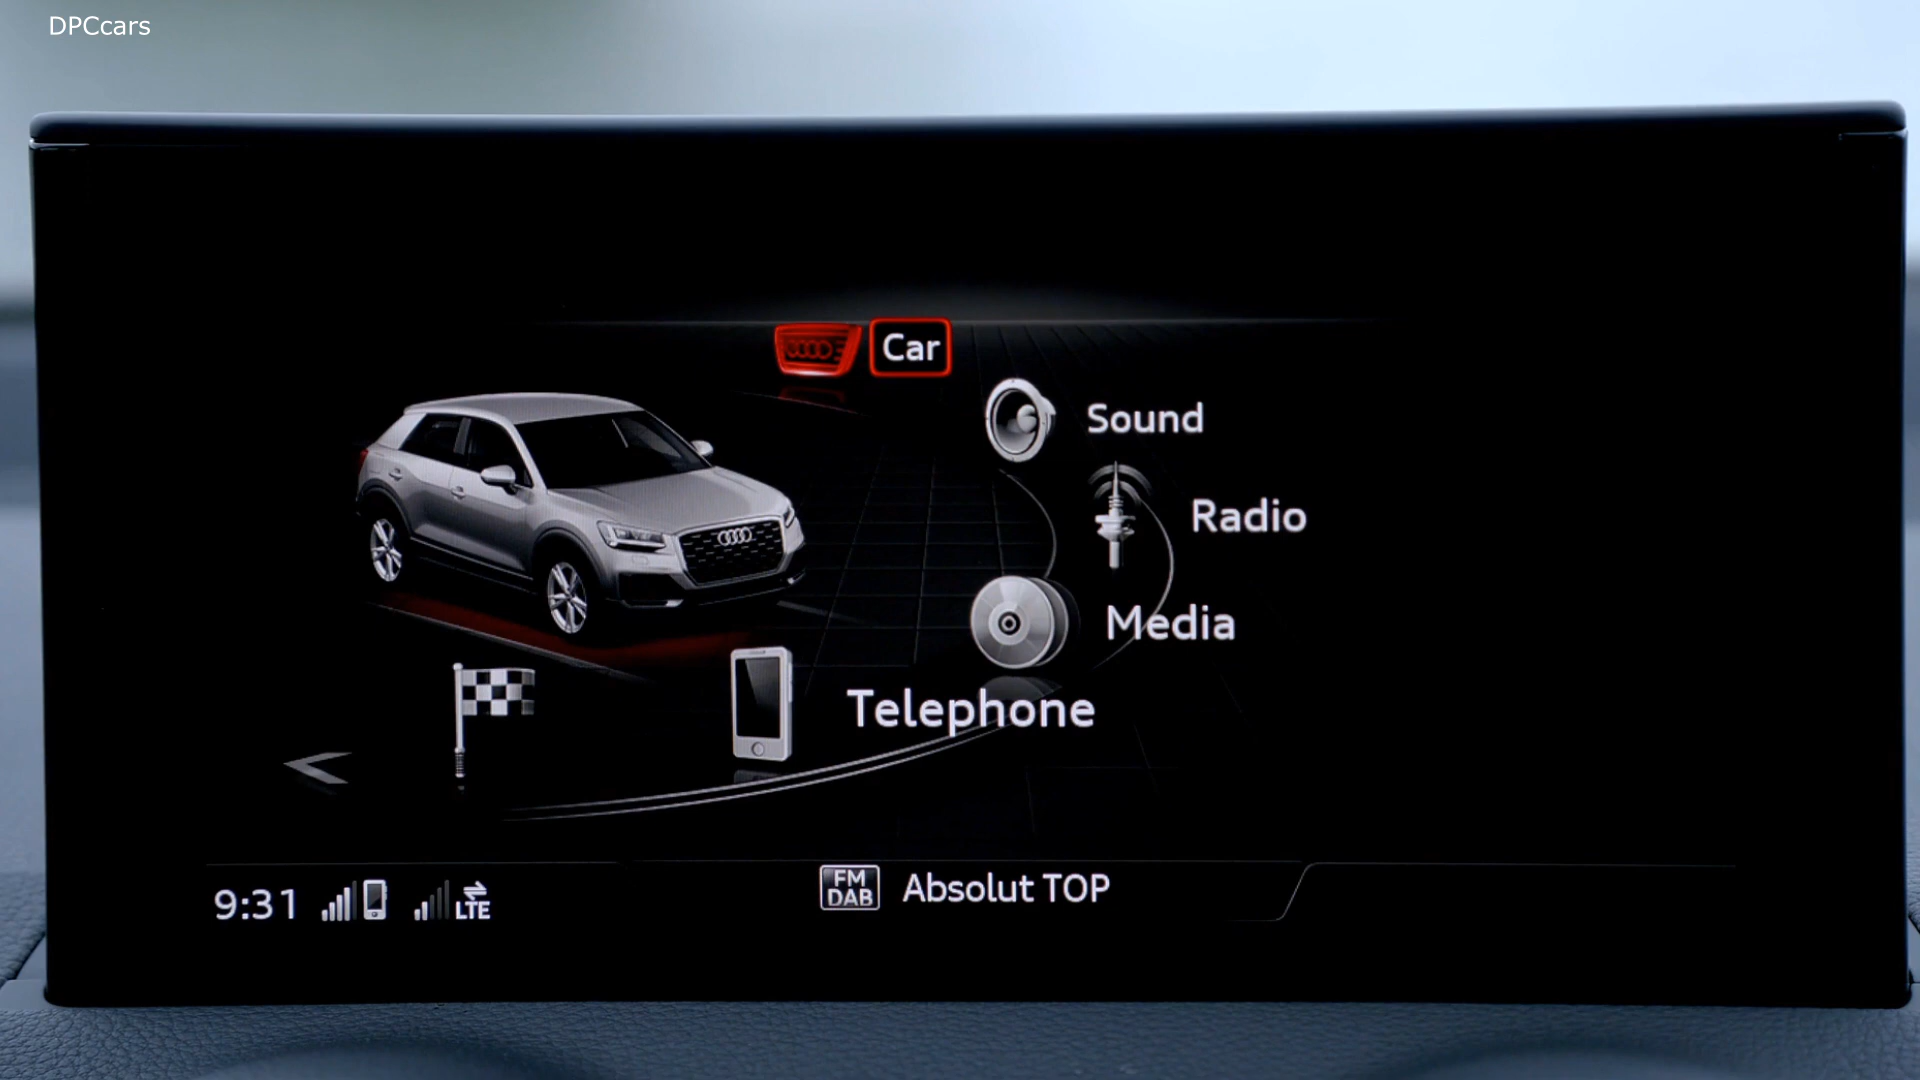 DPCcars
Car
Sound
Radio
Media
Telephone
9:31
LTE
FM
DAB
Absolut TOP